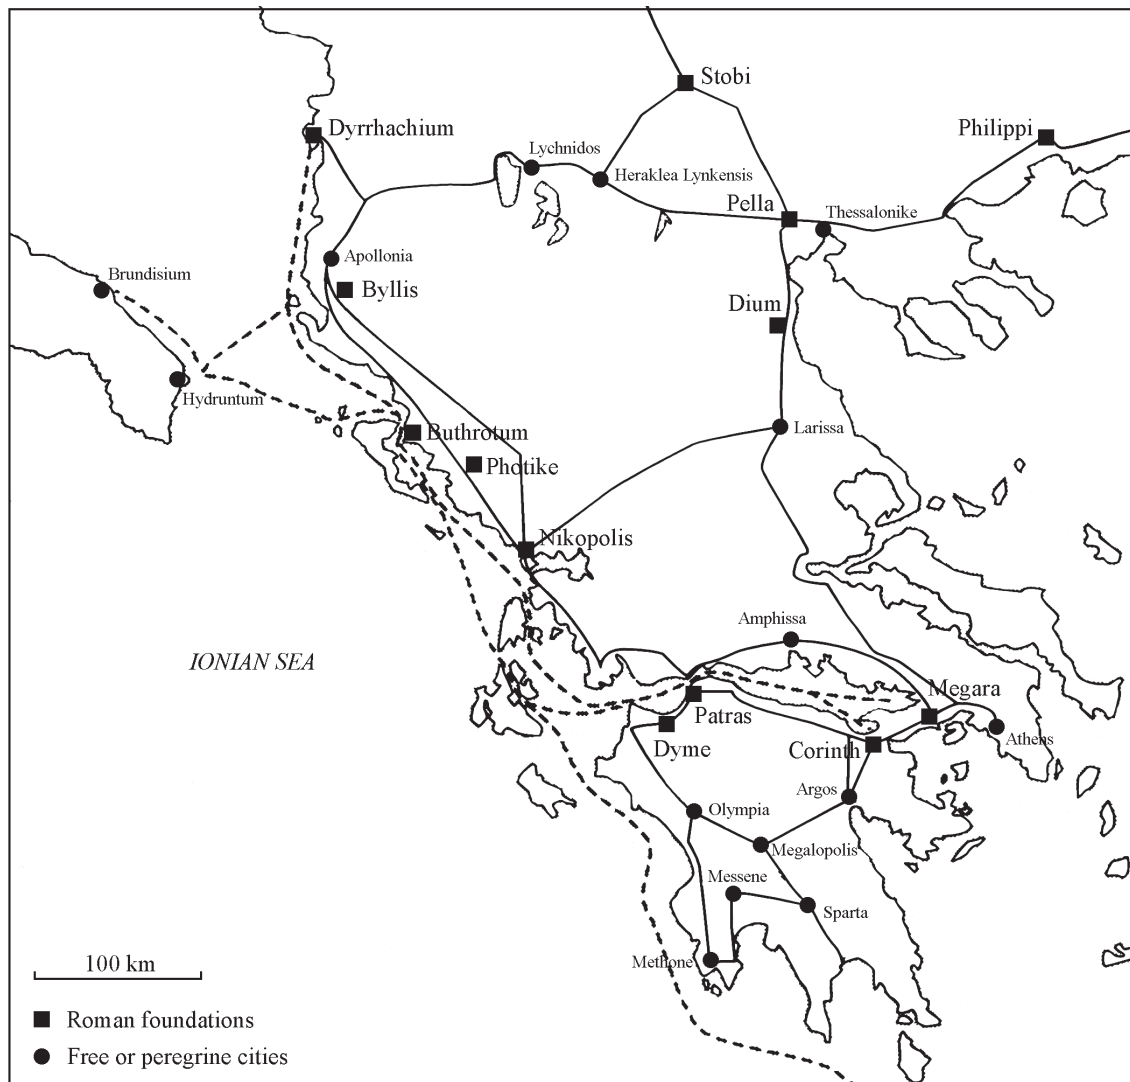 Stobi
Dyrrhachium
Philippi
Lychnidos
Heraklea Lynkensis
Pella
Thessalonike
Apollonia
Brundisium
Byllis
Dium
Hydruntum
Larissa
Buthrotum
Photike
Nikopolis
Amphissa
IONIAN SEA
Megara
Patras
Athens
Dyme
Corinth
Argos
Olympia
Megalopolis
Messene
Sparta
Methone
100 km
Roman foundations
Free or peregrine cities